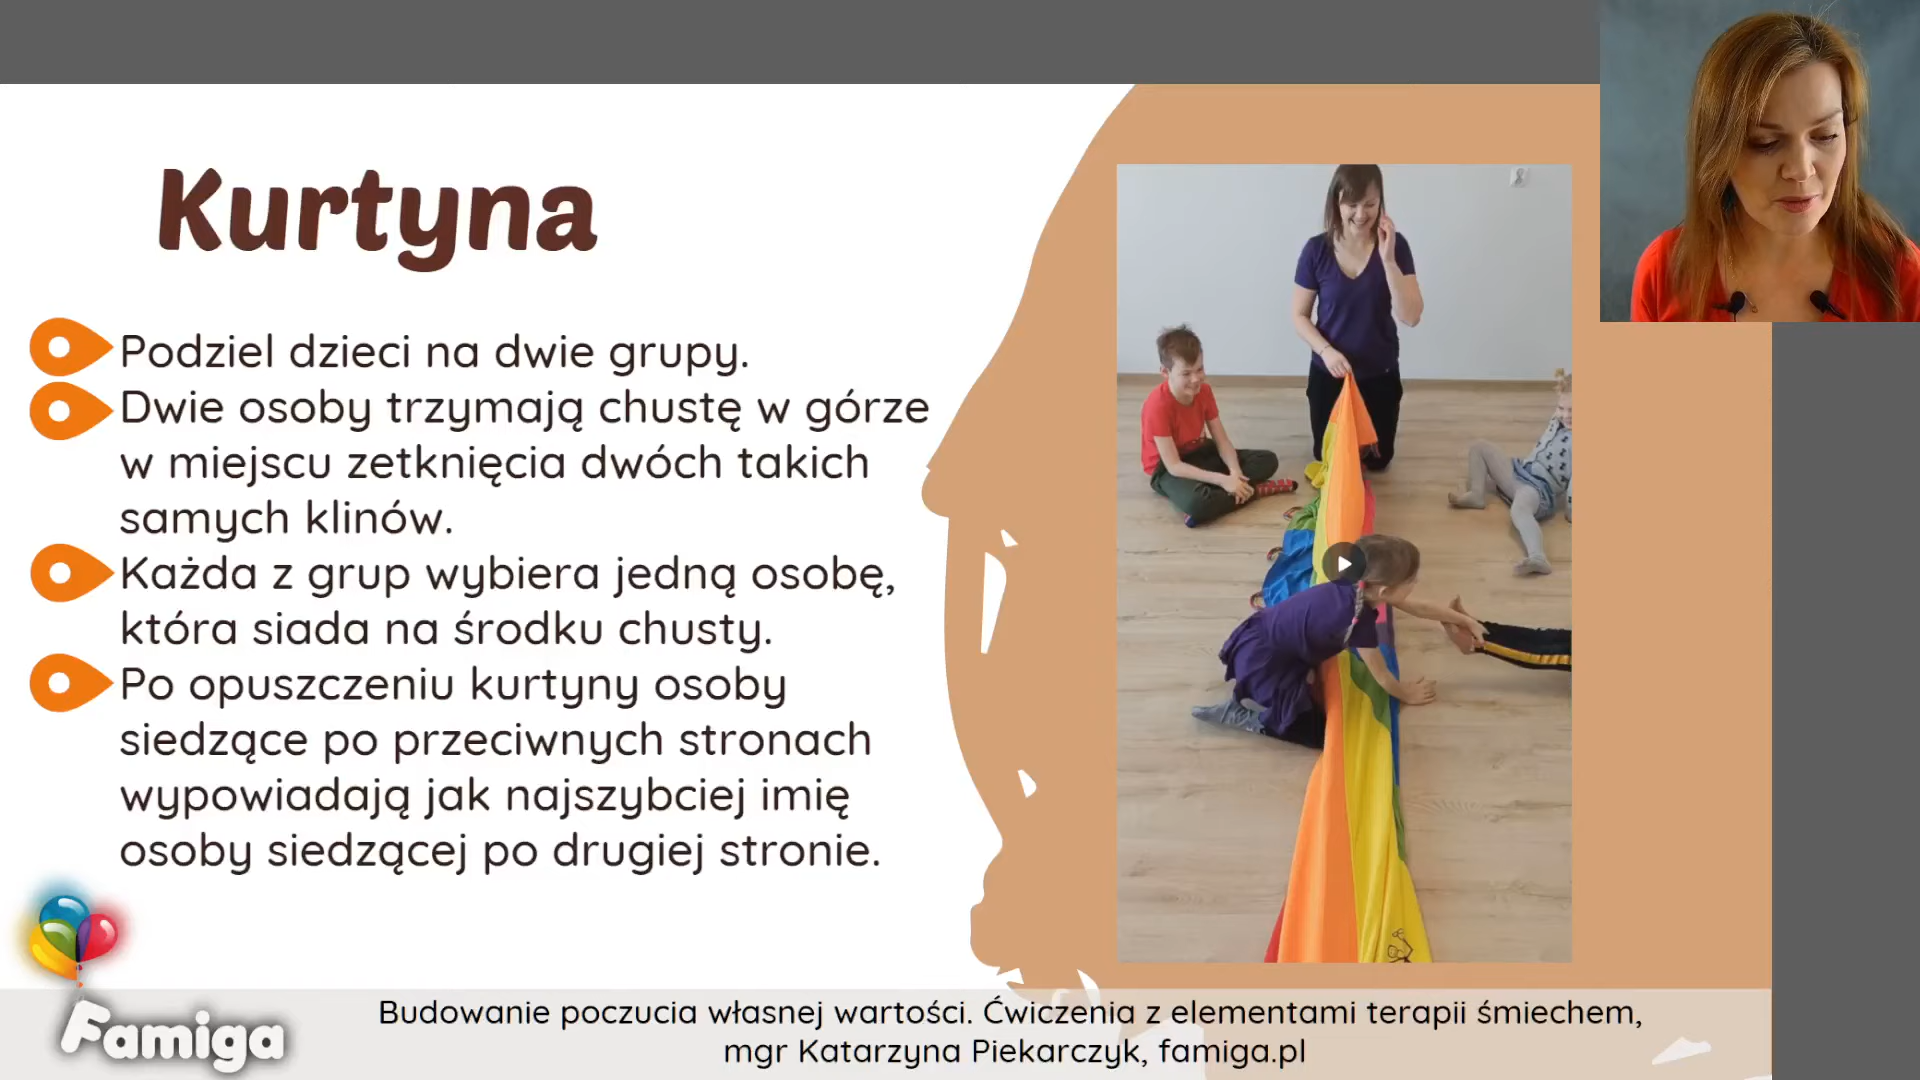 Kurtyna
Podziel dzieci na dwie grupy.
Dwie osoby trzymają chustę w górze
w miejscu zetknięcia dwóch takich
samych klinów.
Każda z grup wybiera jedną osobę,
która siada na środku chusty.
Po opuszczeniu kurtyny osoby
siedzące po przeciwnych stronach
wypowiadają jak najszybciej imię
osoby siedzącej po drugiej stronie.
Famiga
Budowanie poczucia własnej wartości. Ćwiczenia z elementami terapii śmiechem,
mgr Katarzyna Piekarczyk, famiga.pl